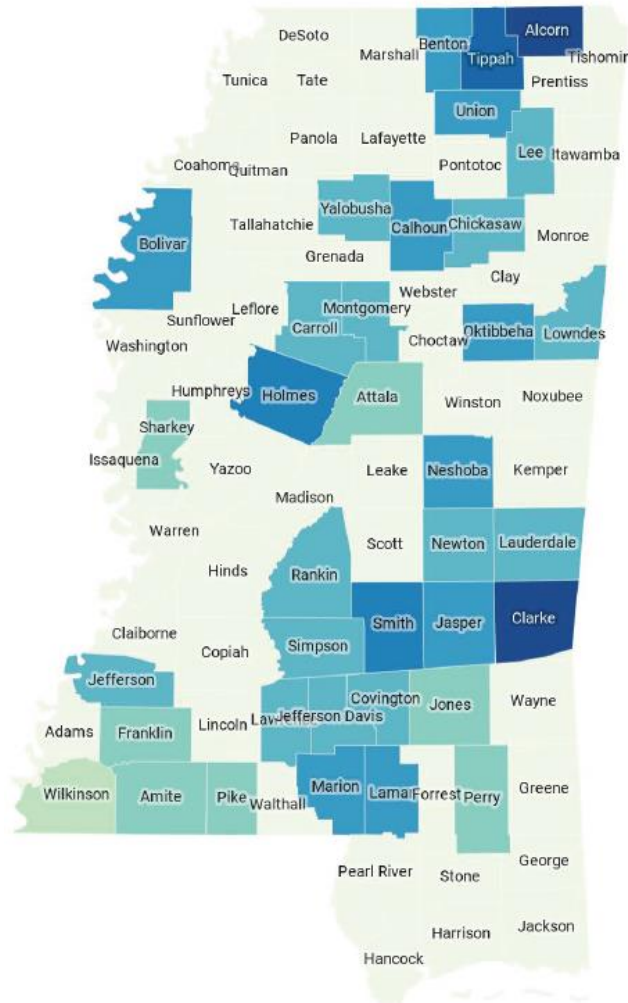 Alcorn
DeSoto
Benton
Marshall
Tippah
Tishomin
Tunica
Tate
Prentiss
Union
Panola
Lafayette
Lee
Itawamba
Coahoma
Quitman
Pontotoc
Yalobusha
Tallahatchie
Calhoun
Chickasaw
Bolivar
Monroe
Grenada
Clay
Webster
Leflore
Montgomery
Sunflower
Carroll
Choctaw
Oktibbeha
Lowndes
Washington
Humphreys
Holmes
Attala
Winston
Noxubee
Sharkey
Issaquena
Yazoo
Leake
Neshoba
Kemper
Madison
Warren
Scott
Newton
Lauderdale
Hinds
Rankin
Claiborne
Copiah
Simpson
Smith
Jasper
Clarke
Jefferson
Covington
Jones
Wayne
Adams
Franklin
Lincoln
Jefferson Davis
Wilkinson
Amite
Pike
Walthall
Marion
Lamar
Forrest
Perry
Greene
Pearl River
Stone
George
Harrison
Jackson
Hancock